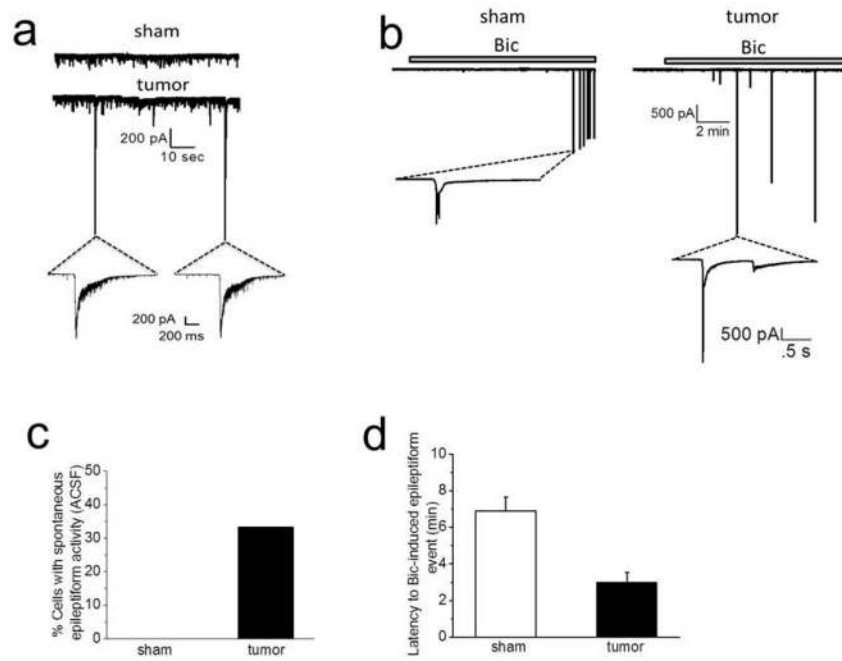 a
sham
tumor
200 pA
10 sec
200 pA
200 ms
b
sham
Bic
tumor
Bic
500 pA
2 min
500 pA
.5 s
c
% Cells with spontaneous
epileptiform activity (ACSF)
50
40
30
20
10
0
sham
tumor
d
Latency to Bic-induced epileptiform
event (min)
10
8
6
4
2
0
sham
tumor